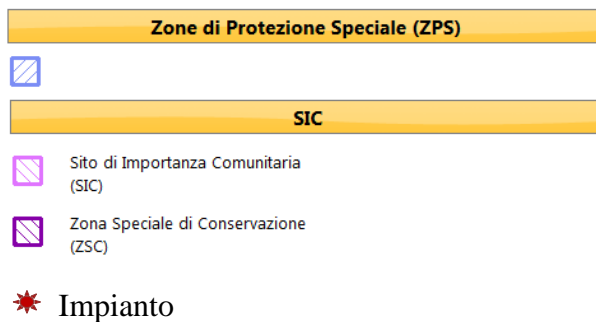 Zone di Protezione Speciale (ZPS)
SIC
Sito di Importanza Comunitaria
(SIC)
Zona Speciale di Conservazione
(ZSC)
Impianto